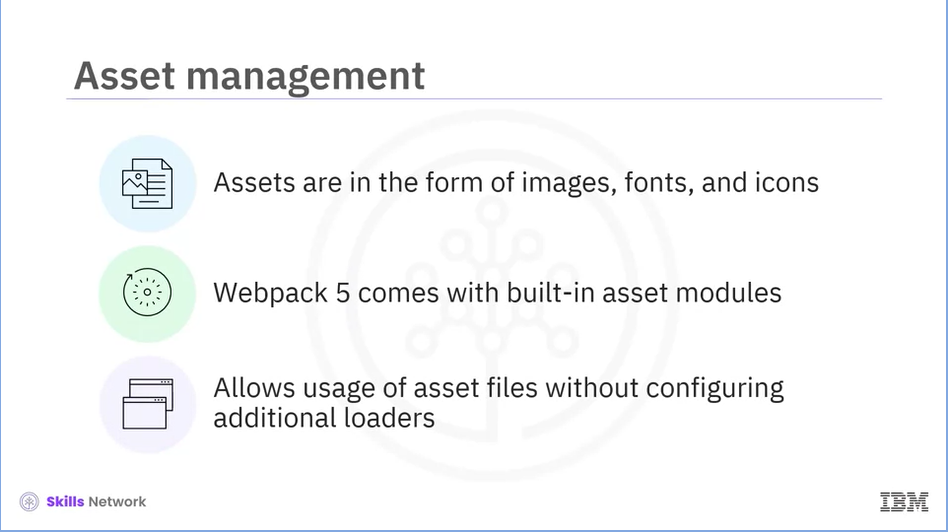 Asset management
Assets are in the form of images, fonts, and icons
Webpack 5 comes with built-in asset modules
Allows usage of asset files without configuring
additional loaders
Skills Network
IBM